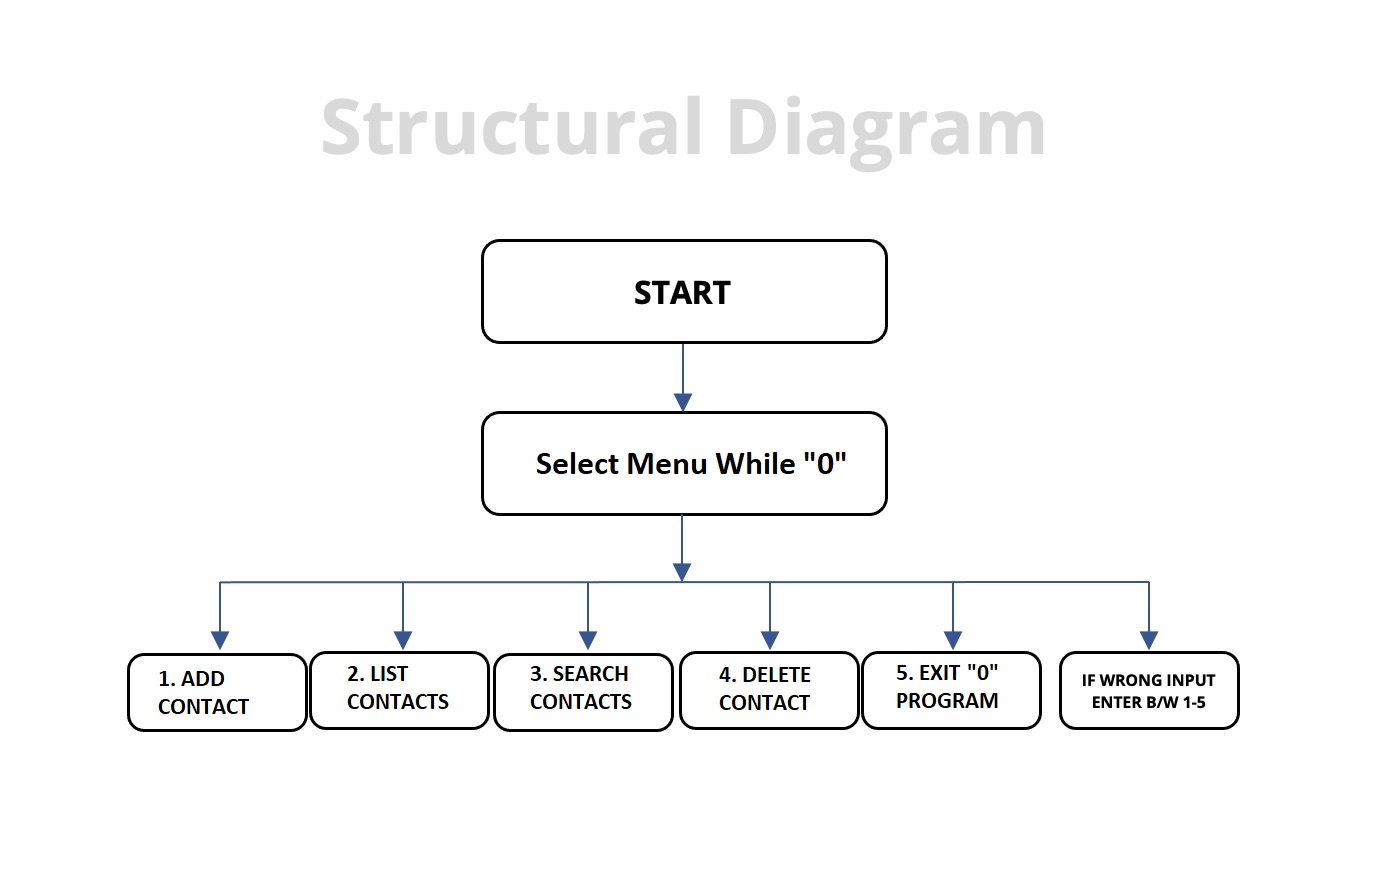 Structural Diagram
START
Select Menu While "0"
1. ADD
CONTACT
2. LIST
CONTACTS
3. SEARCH
CONTACTS
4. DELETE
CONTACT
5. EXIT "0"
PROGRAM
IF WRONG INPUT
ENTER B/W 1-5